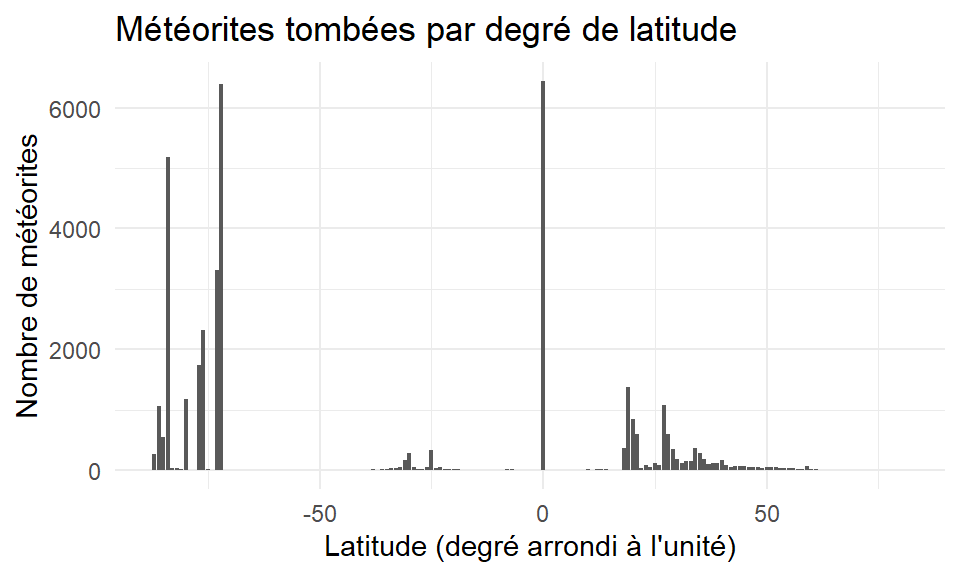 Météorites tombées par degré de latitude
6000
4000
2000
0
Nombre de météorites
-50
0
50
Latitude (degré arrondi à l'unité)